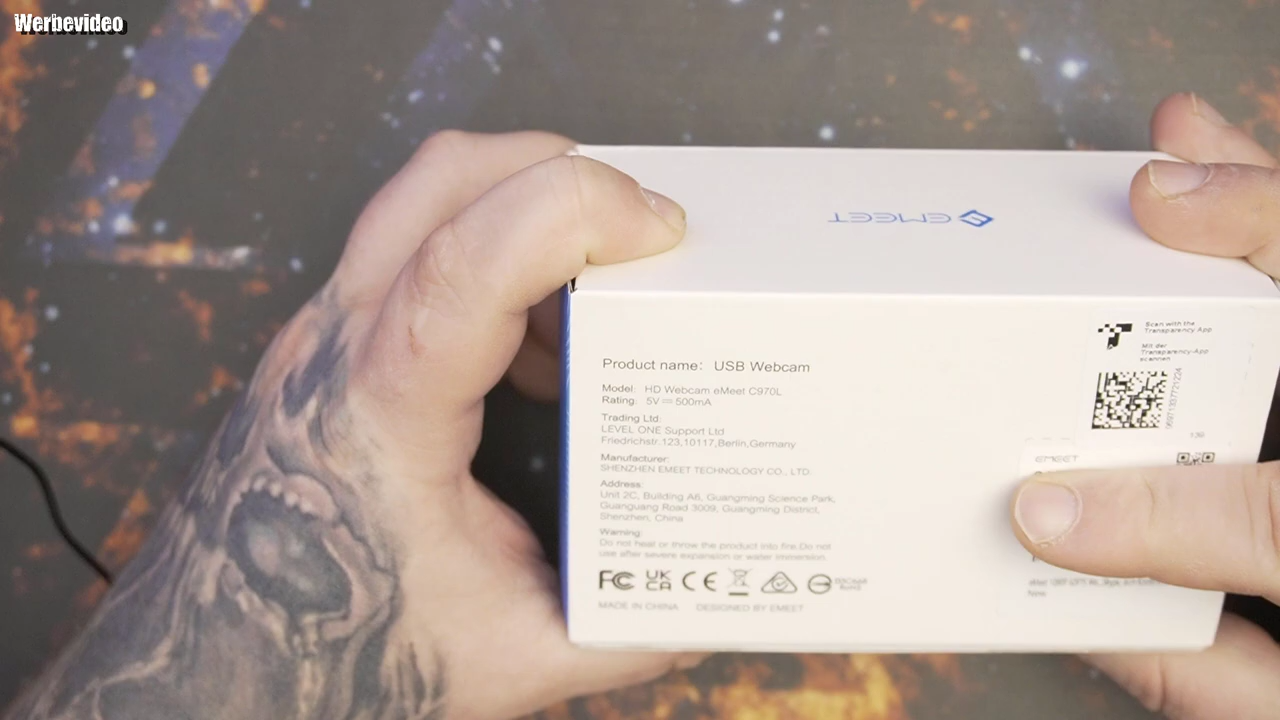 Werbevideo
EMEET
Product name: USB Webcam
Model: HD Webcam eMeet C970L
Rating: 5V⎓500mA
Trading Ltd:
LEVEL ONE Support Ltd
Friedrichstr.123,10117,Berlin,Germany
Manufacturer:
SHENZHEN EMEET TECHNOLOGY CO., LTD.
Address:
Unit 2C, Building A6, Guangming Science Park,
Guanguang Road 3009, Guangming District,
Shenzhen, China
Warning:
Do not heal or throw the product into fire.Do not
use after severe expansion or water immersion.
FC UK CA CE
MADE IN CHINA DESIGNED BY EMEET
Scan with the
Transparency App
Mit der
Transparency-App
scannen
EMEET